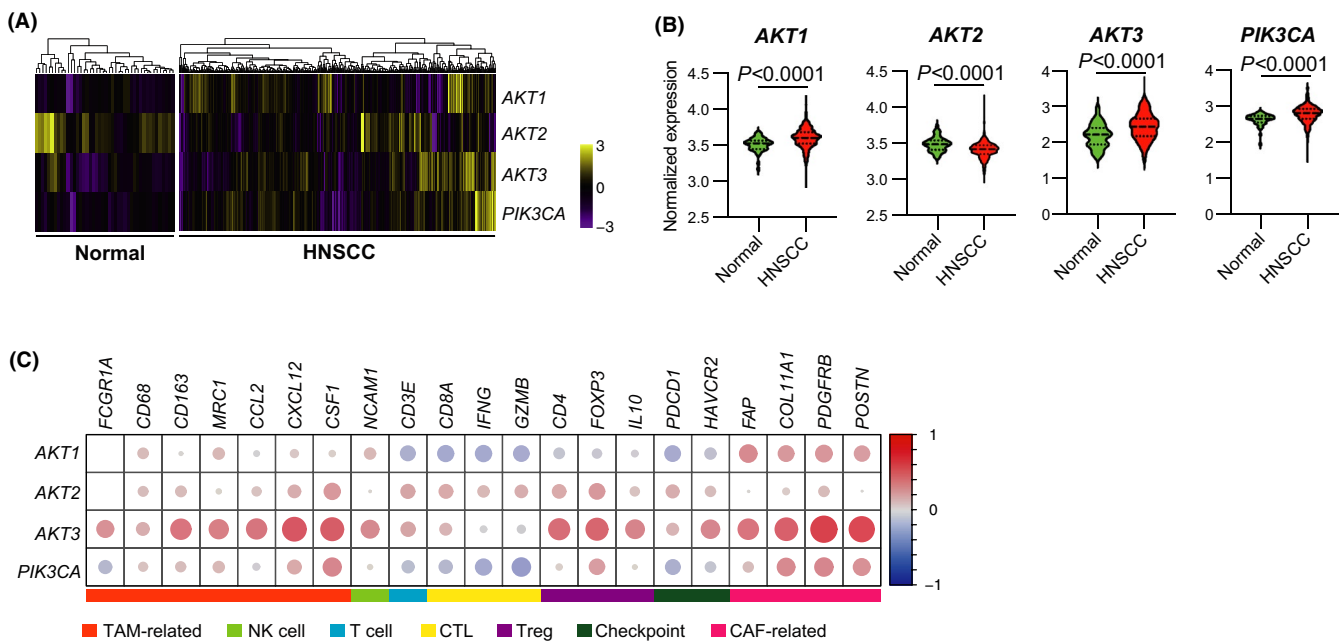 (A)
AKT1
AKT2
AKT3
PIK3CA
3
0
−3
Normal
HNSCC
(B)
AKT1
AKT2
AKT3
PIK3CA
P<0.0001
P<0.0001
P<0.0001
P<0.0001
Normalized expression
4.5
4.0
3.5
3.0
2.5
Normal
HNSCC
4.5
4.0
3.5
3.0
2.5
Normal
HNSCC
4
3
2
1
0
Normal
HNSCC
4
3
2
1
0
Normal
HNSCC
(C)
FCGR1A
CD68
CD163
MRC1
CCL2
CXCL12
CSF1
NCAM1
CD3E
CD8A
IFNG
GZMB
CD4
FOXP3
IL10
PDCD1
HAVCR2
FAP
COL11A1
PDGFRB
POSTN
AKT1
AKT2
AKT3
PIK3CA
1
0
−1
TAM-related
NK cell
T cell
CTL
Treg
Checkpoint
CAF-related